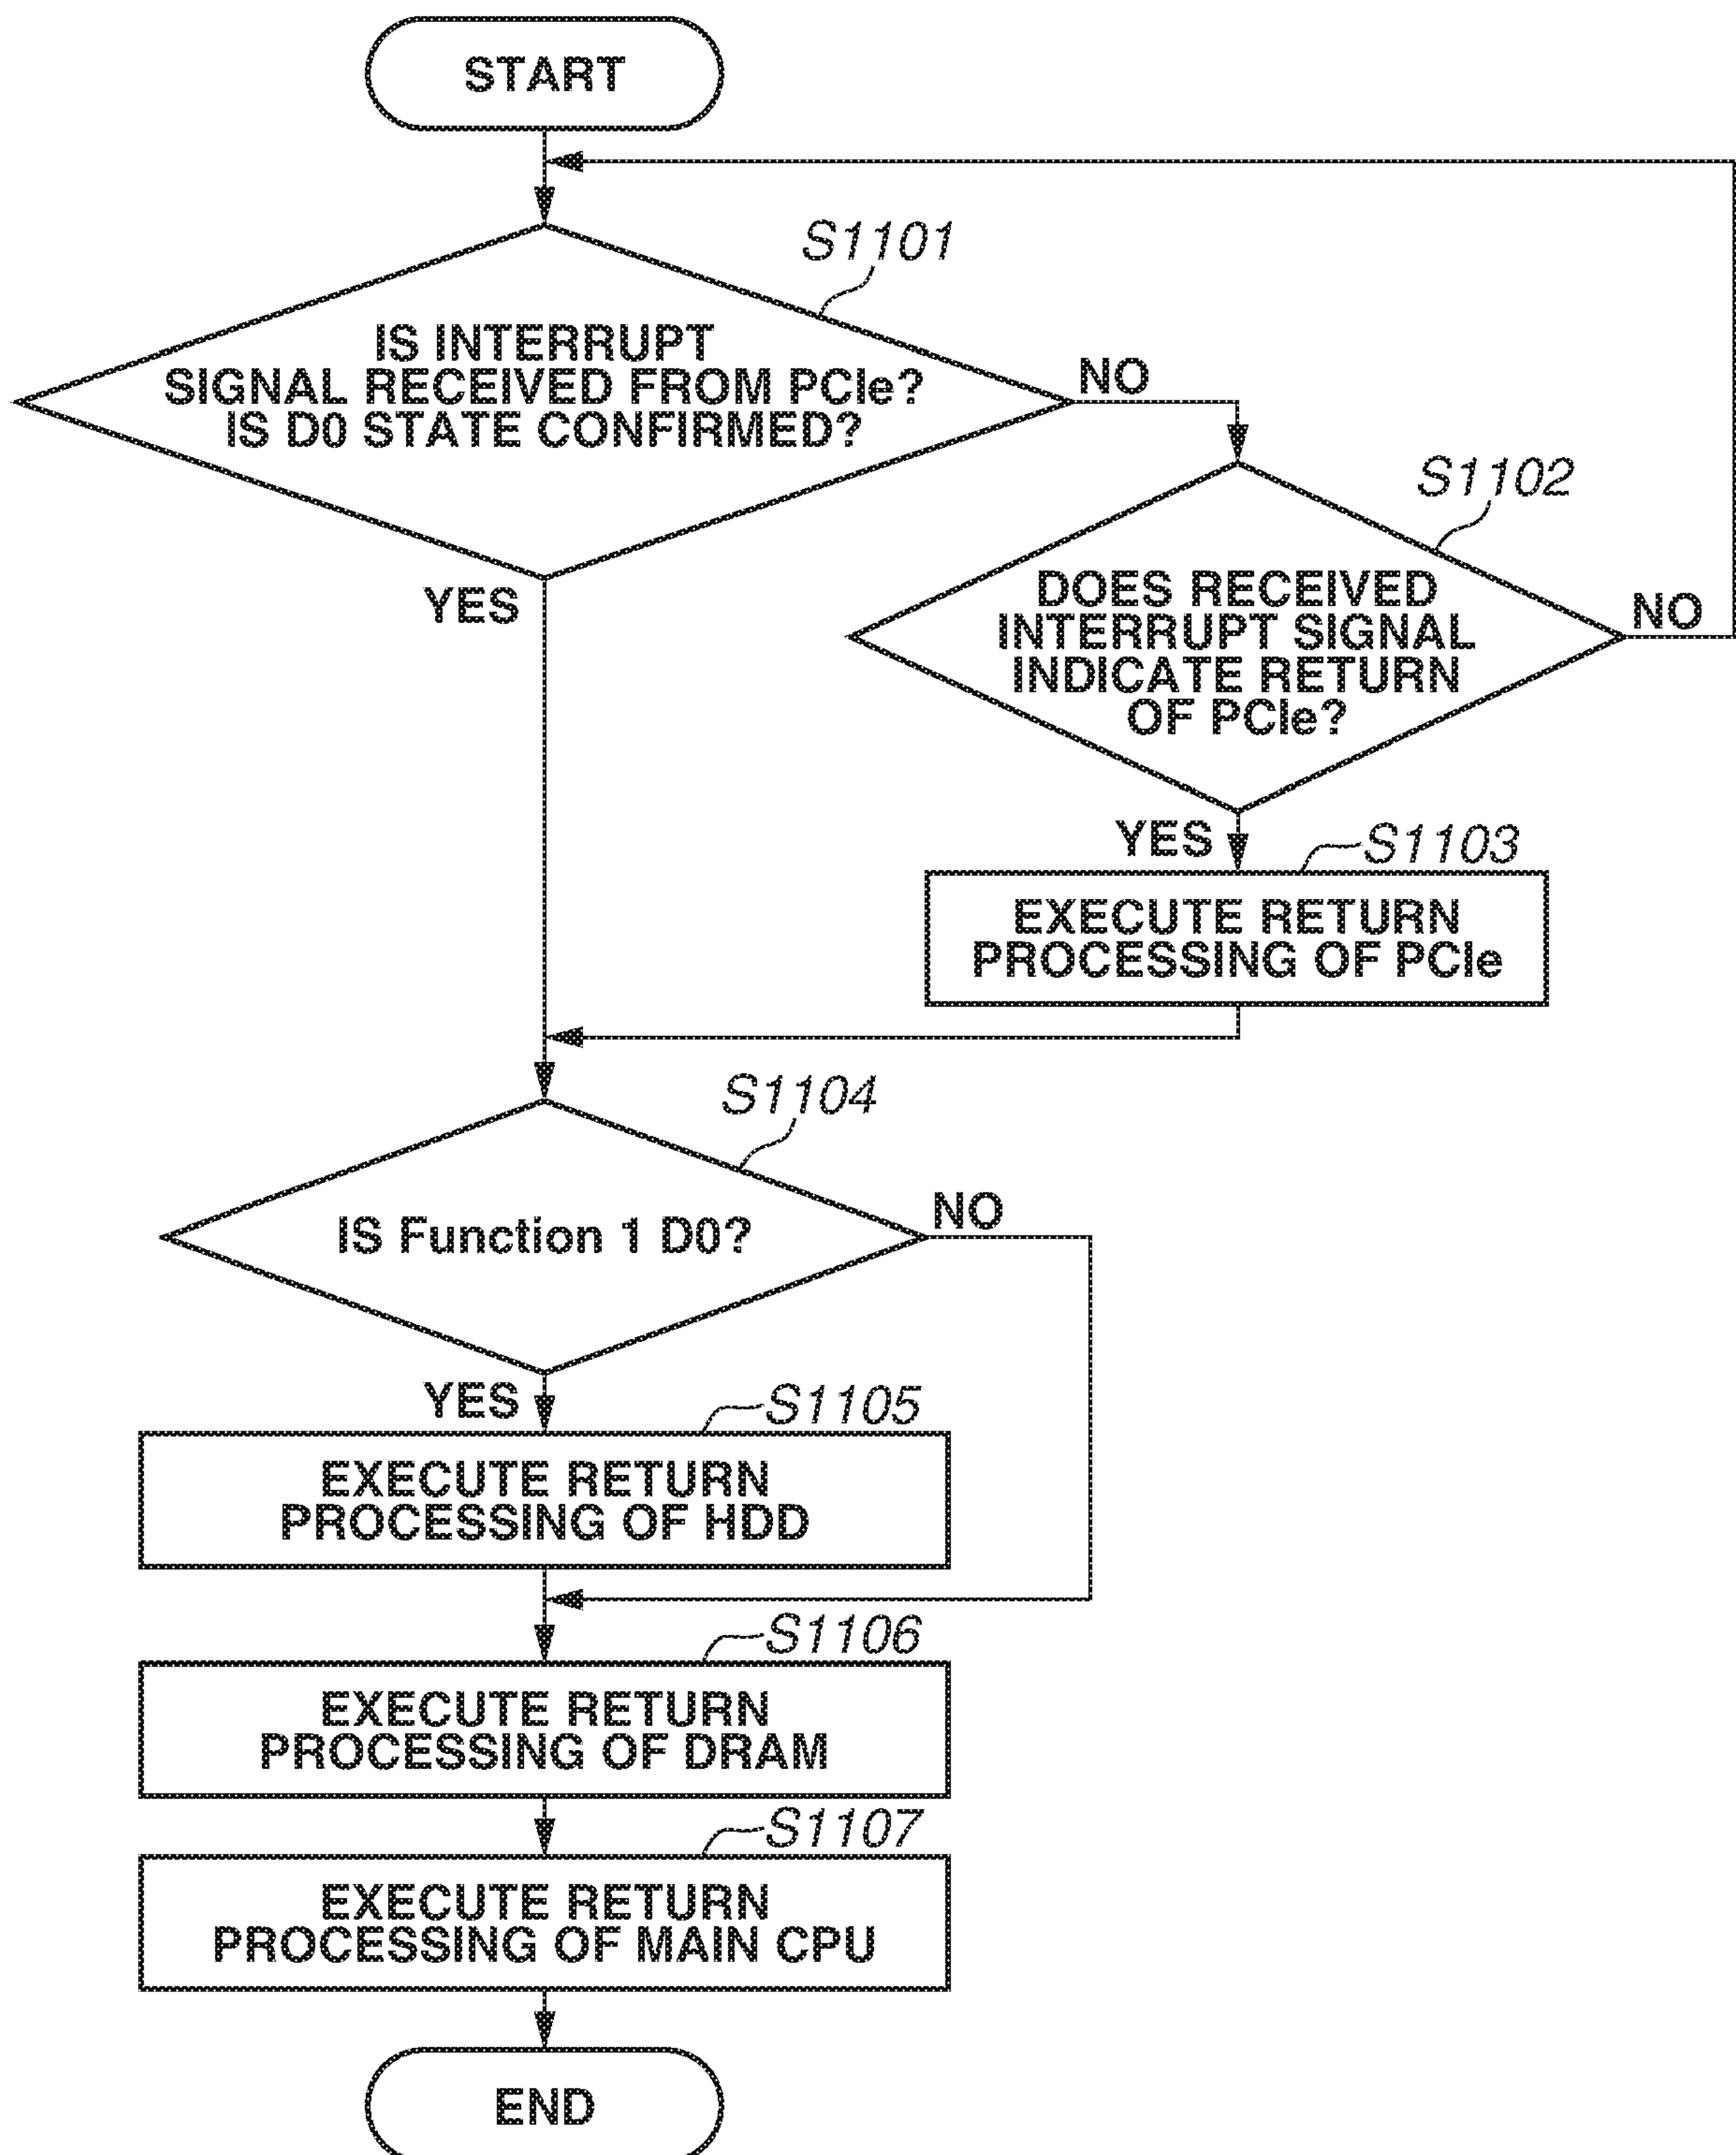 START
S1101
IS INTERRUPT
SIGNAL RECEIVED FROM PCIe?
IS D0 STATE CONFIRMED?
NO
YES
S1102
DOES RECEIVED
INTERRUPT SIGNAL
INDICATE RETURN
OF PCIe?
NO
YES
S1103
EXECUTE RETURN
PROCESSING OF PCIe
S1104
IS Function 1 D0?
NO
YES
S1105
EXECUTE RETURN
PROCESSING OF HDD
S1106
EXECUTE RETURN
PROCESSING OF DRAM
S1107
EXECUTE RETURN
PROCESSING OF MAIN CPU
END